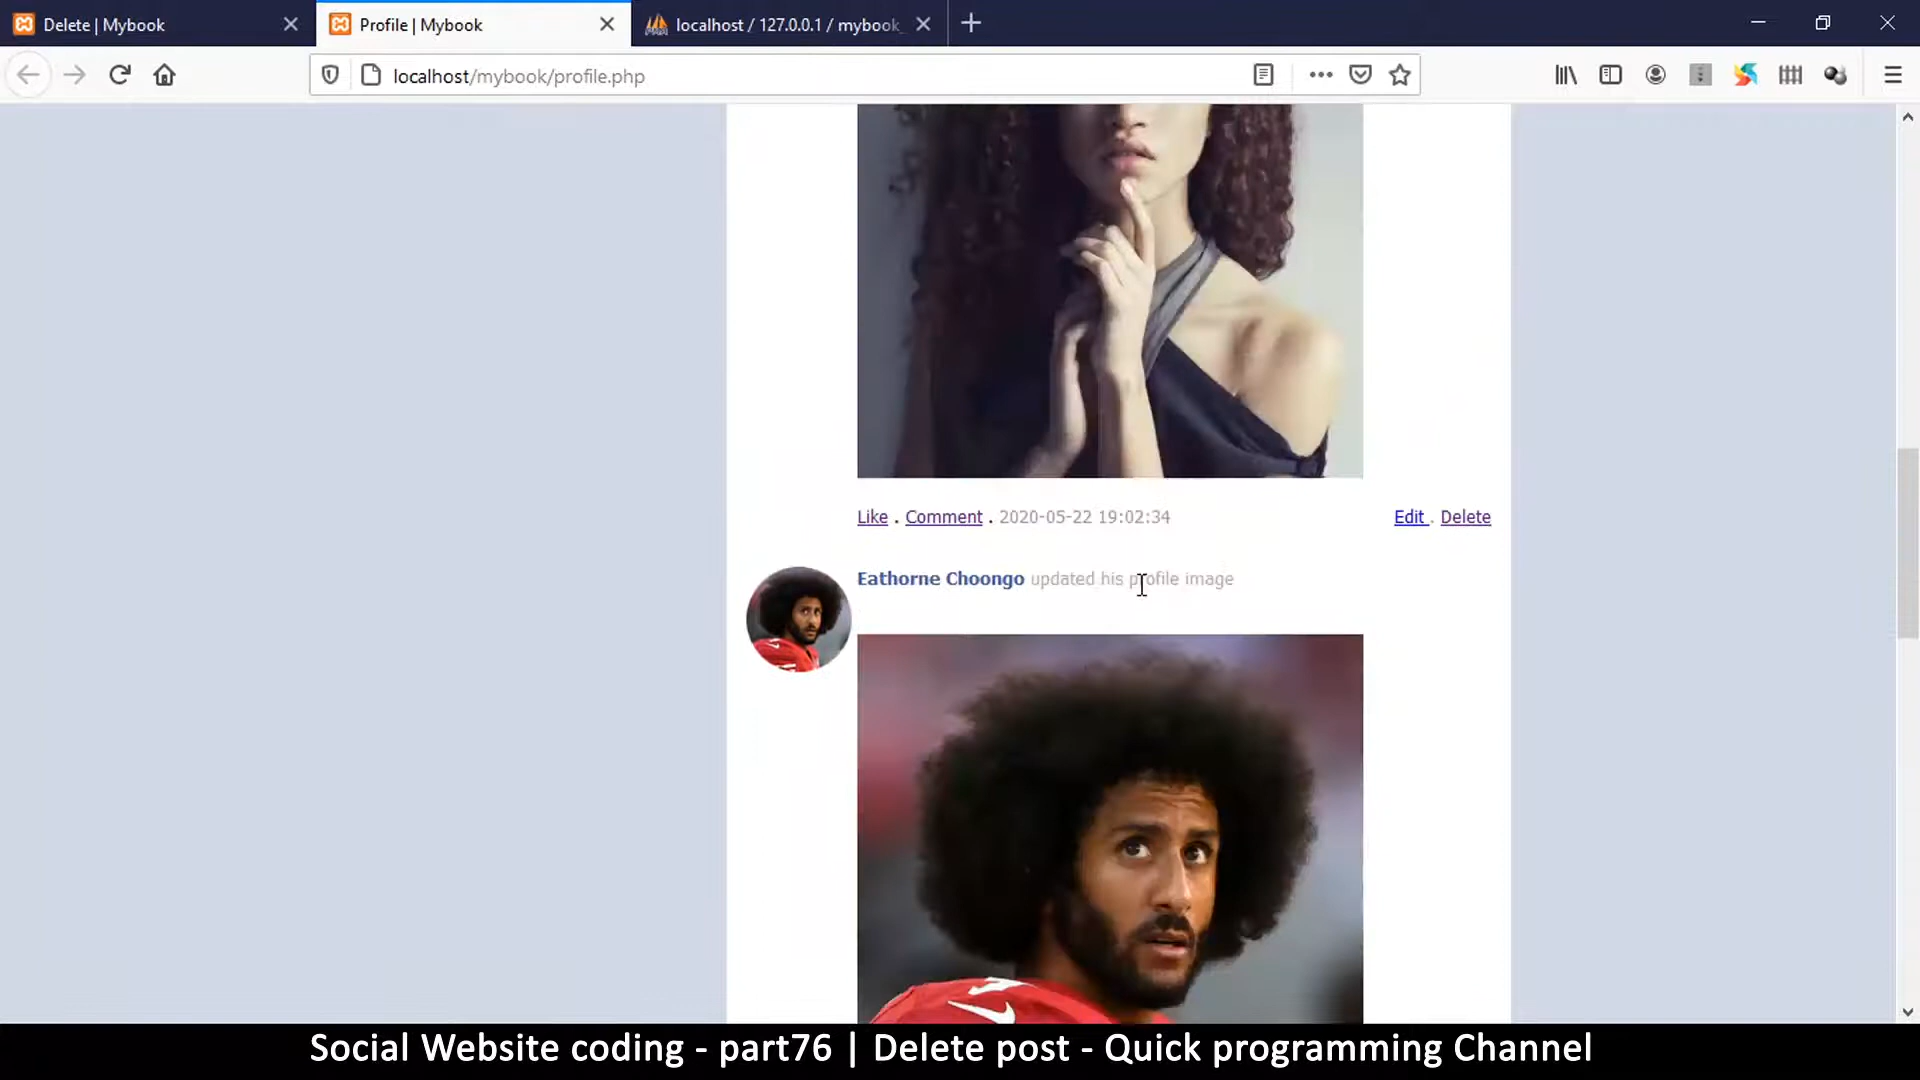 Delete | Mybook
Profile | Mybook
localhost / 127.0.0.1 / mybook_
localhost/mybook/profile.php
Like . Comment . 2020-05-22 19:02:34
Edit . Delete
Eathorne Choongo updated his profile image
Social Website coding - part76 | Delete post - Quick programming Channel